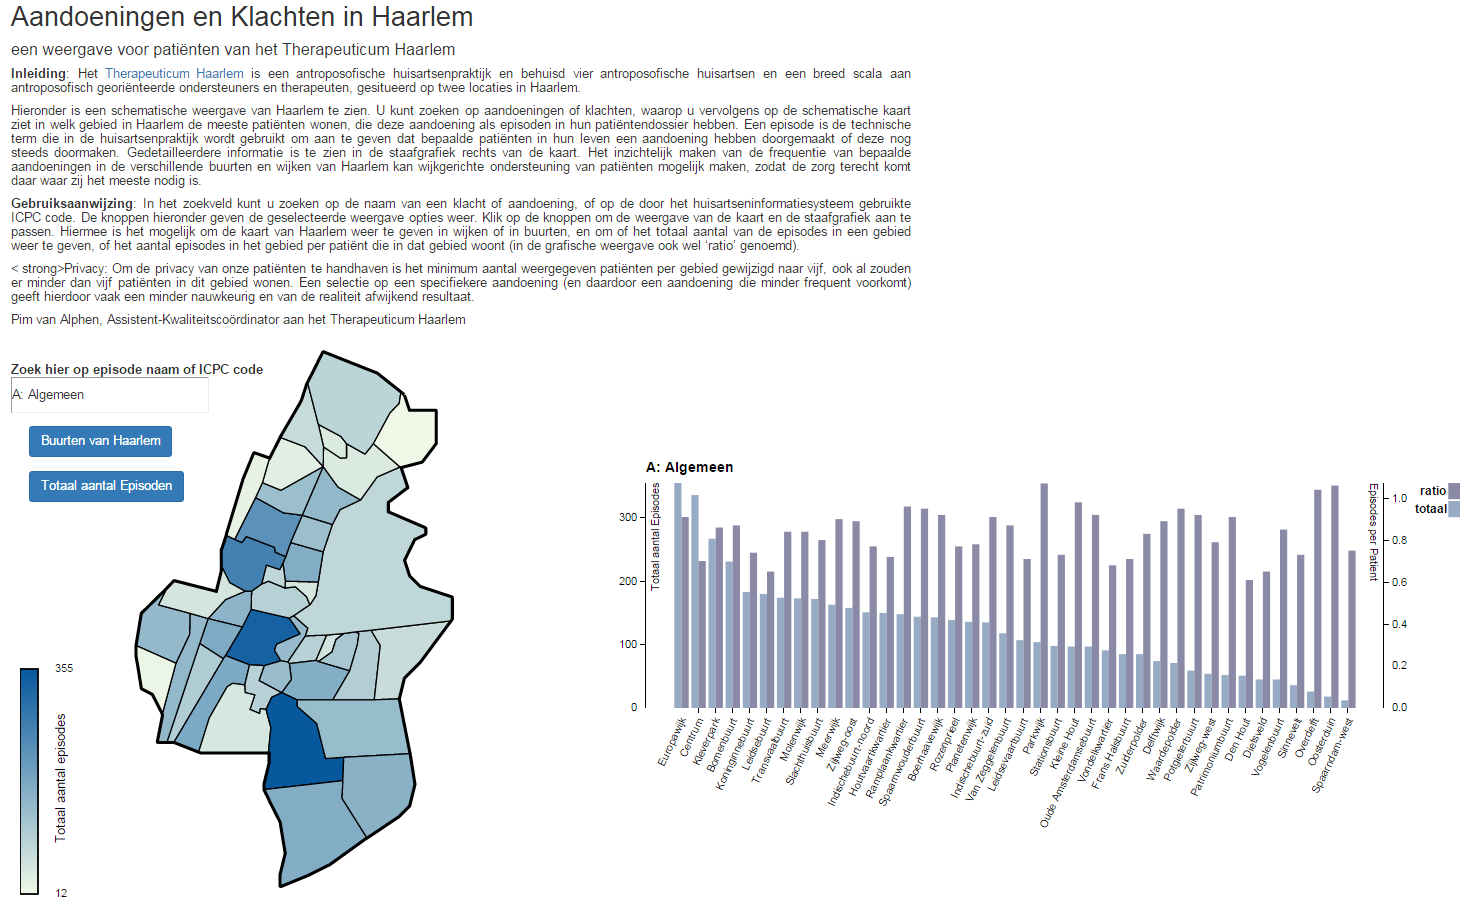 Aandoeningen en Klachten in Haarlem
een weergave voor patiënten van het Therapeuticum Haarlem
Inleiding: Het Therapeuticum Haarlem is een antroposofische huisartsenpraktijk en behuisd vier antroposofische huisartsen en een breed scala aan
antroposofisch georiënteerde ondersteuners en therapeuten, gesitueerd op twee locaties in Haarlem.
Hieronder is een schematische weergave van Haarlem te zien. U kunt zoeken op aandoeningen of klachten, waarop u vervolgens op de schematische kaart
ziet in welk gebied in Haarlem de meeste patiënten wonen, die deze aandoening als episoden in hun patiëntendossier hebben. Een episode is de technische
term die in de huisartsenpraktijk wordt gebruikt om aan te geven dat bepaalde patiënten in hun leven een aandoening hebben doorgemaakt of deze nog
steeds doormaken. Gedetailleerdere informatie is te zien in de staafgrafiek rechts van de kaart. Het inzichtelijk maken van de frequentie van bepaalde
aandoeningen in de verschillende buurten en wijken van Haarlem kan wijkgerichte ondersteuning van patiënten mogelijk maken, zodat de zorg terecht komt
daar waar zij het meeste nodig is.
Gebruiksaanwijzing: In het zoekveld kunt u zoeken op de naam van een klacht of aandoening, of op de door het huisartseninformatiesysteem gebruikte
ICPC code. De knoppen hieronder geven de geselecteerde weergave opties weer. Klik op de knoppen om de weergave van de kaart en de staafgrafiek aan te
passen. Hiermee is het mogelijk om de kaart van Haarlem weer te geven in wijken of in buurten, en om of het totaal aantal van de episodes in een gebied
weer te geven, of het aantal episodes in het gebied per patiënt die in dat gebied woont (in de grafische weergave ook wel ‘ratio’ genoemd).
< strong>Privacy: Om de privacy van onze patiënten te handhaven is het minimum aantal weergegeven patiënten per gebied gewijzigd naar vijf, ook al zouden
er minder dan vijf patiënten in dit gebied wonen. Een selectie op een specifiekere aandoening (en daardoor een aandoening die minder frequent voorkomt)
geeft hierdoor vaak een minder nauwkeurig en van de realiteit afwijkend resultaat.
Pim van Alphen, Assistent-Kwaliteitscoördinator aan het Therapeuticum Haarlem
Zoek hier op episode naam of ICPC code
A: Algemeen
Buurten van Haarlem
Totaal aantal Episoden
355
Totaal aantal episodes
12
A: Algemeen
Totaal aantal Episodes
300
200
100
0
Episodes per Patient
1.0
0.8
0.6
0.4
0.2
0.0
ratio
totaal
Europawijk
Centrum
Kleverpark
Bomenbuurt
Koninginnebuurt
Leidsebuurt
Transvaalbuurt
Molenwijk
Slachthuisbuurt
Meerwijk
Zijlweg-oost
Indischebuurt-noord
Houtvaartkwartier
Ramplaankwartier
Spaarnwouderbuurt
Boerhaavewijk
Rozenprieel
Planetenwijk
Indischebuurt-zuid
Van Zeggelenbuurt
Leidsevaartbuurt
Parkwijk
Stationsbuurt
Kleine Hout
Oude Amsterdamsebuurt
Vondelkwartier
Frans Halsbuurt
Zuiderpolder
Delftwijk
Waardepolder
Potgieterbuurt
Zijlweg-west
Patrimoniumbuurt
Den Hout
Dietsveld
Vogelenbuurt
Sinnevelt
Overdelft
Oosterduin
Spaarndam-west